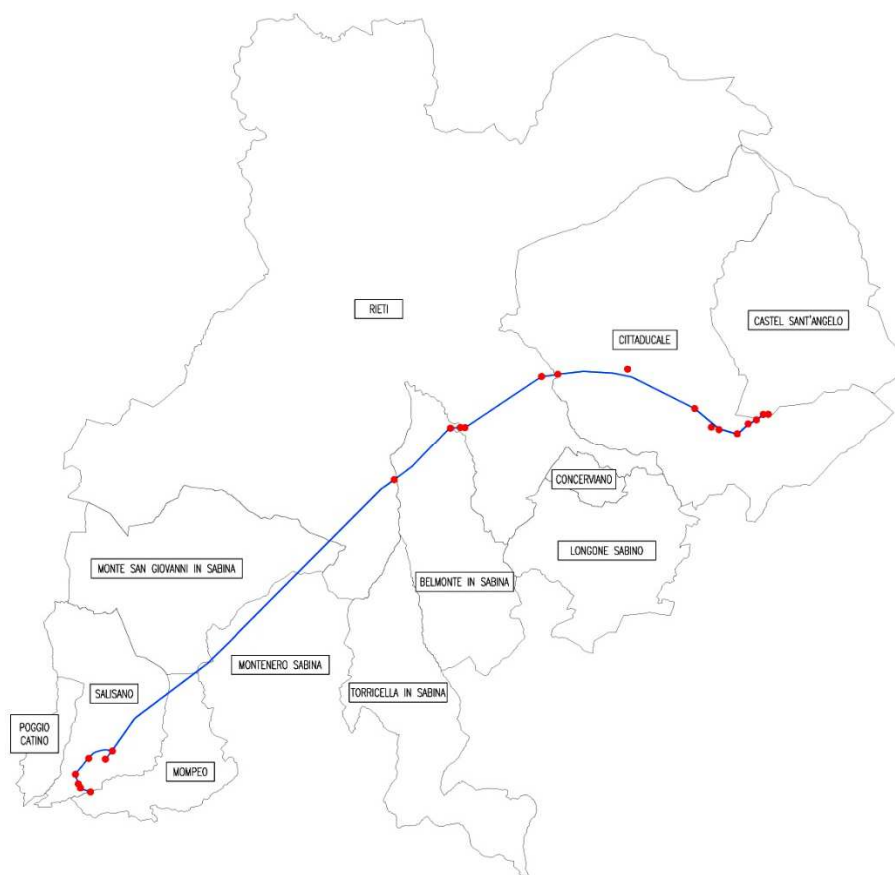 RIETI
CASTEL SANT'ANGELO
CITTADUCALE
CONCERVIANO
LONGONE SABINO
MONTE SAN GIOVANNI IN SABINA
BELMONTE IN SABINA
MONTENERO SABINA
SALISANO
TORRICELLA IN SABINA
POGGIO
CATINO
MOMPEO